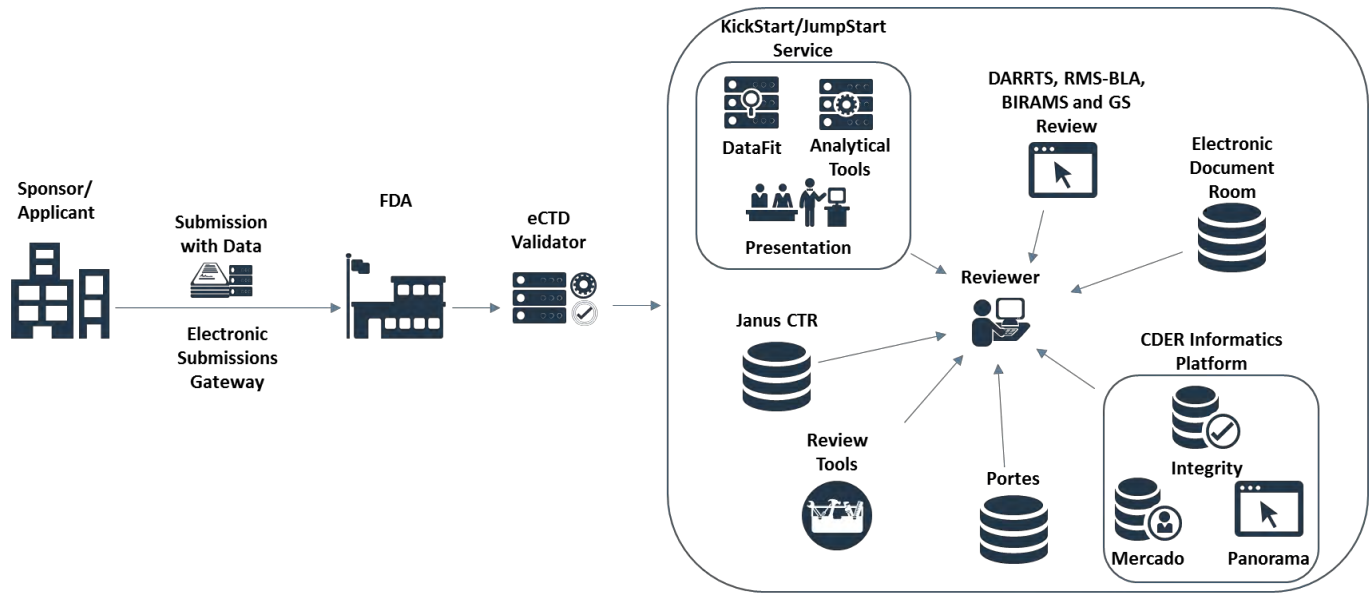 Sponsor/
Applicant
Submission
with Data
Electronic
Submissions
Gateway
FDA
eCTD
Validator
KickStart/JumpStart
Service
DataFit
Analytical
Tools
Presentation
DARRTS, RMS-BLA,
BIRAMS and GS
Review
Electronic
Document
Room
Reviewer
Janus CTR
Review
Tools
Portes
CDER Informatics
Platform
Integrity
Mercado
Panorama